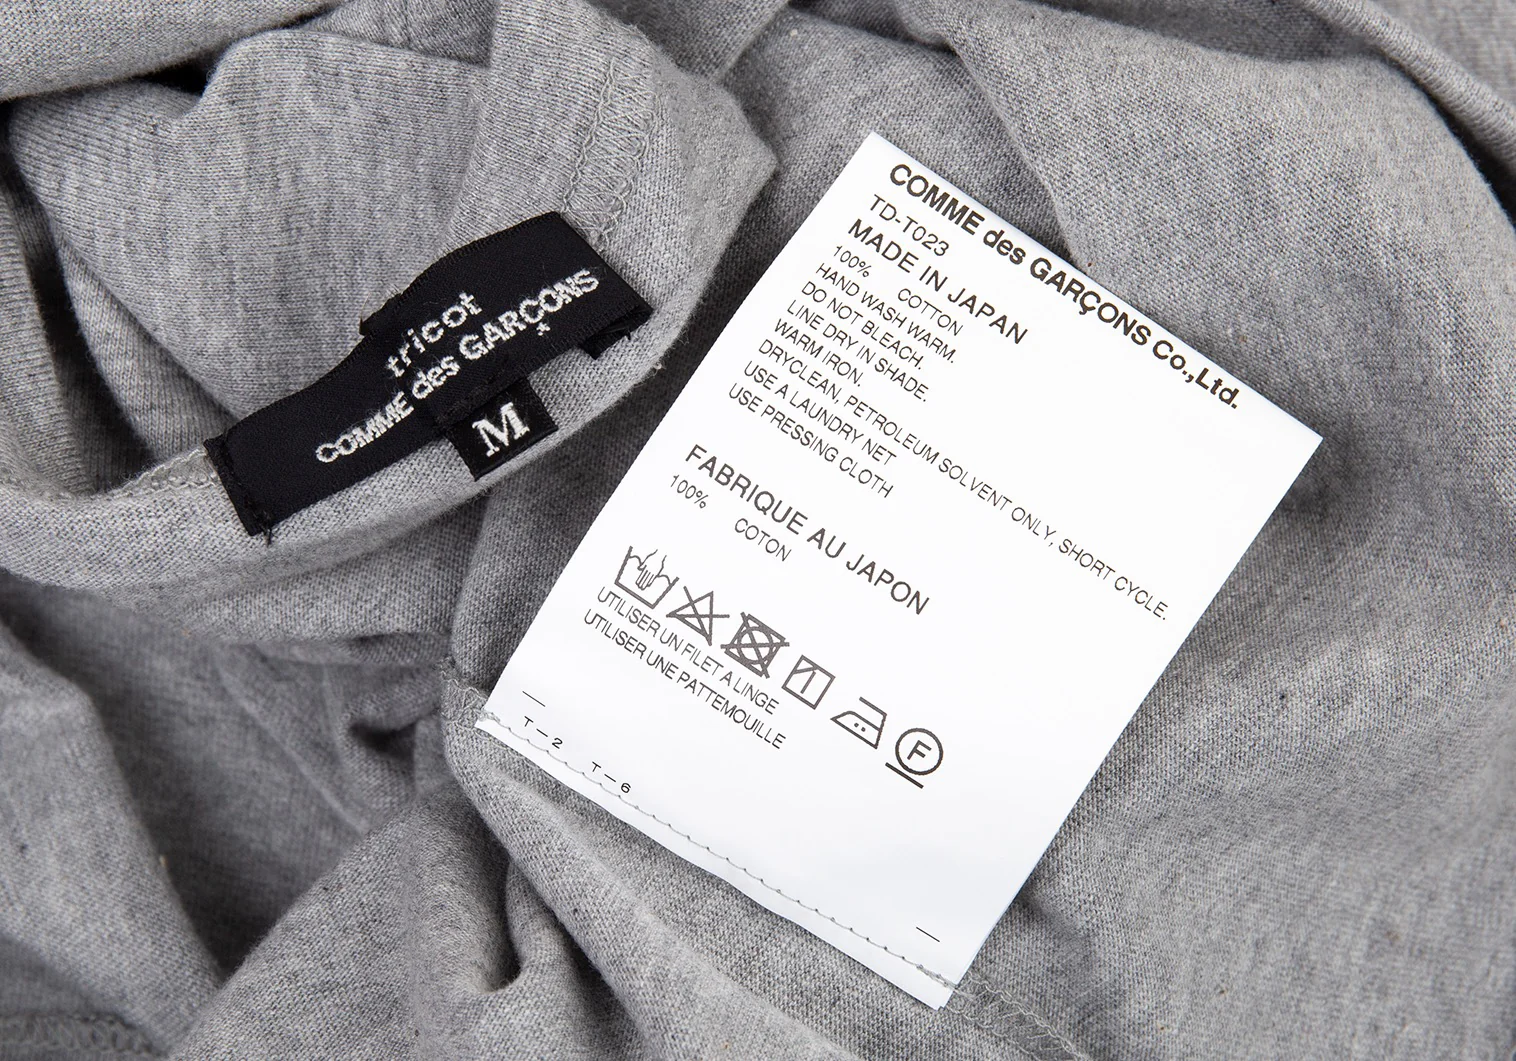 tricot
COMME des GARÇONS
M
COMME des GARÇONS Co.,Ltd.
TD-T023
MADE IN JAPAN
100% COTTON
HAND WASH WARM.
DO NOT BLEACH.
LINE DRY IN SHADE.
WARM IRON.
DRYCLEAN, PETROLEUM SOLVENT ONLY, SHORT CYCLE.
USE A LAUNDRY NET
USE PRESSING CLOTH
FABRIQUE AU JAPON
100% COTON
F
UTILISER UN FILET A LINGE
UTILISER UNE PATTEMOUILLE
T-2
T-6